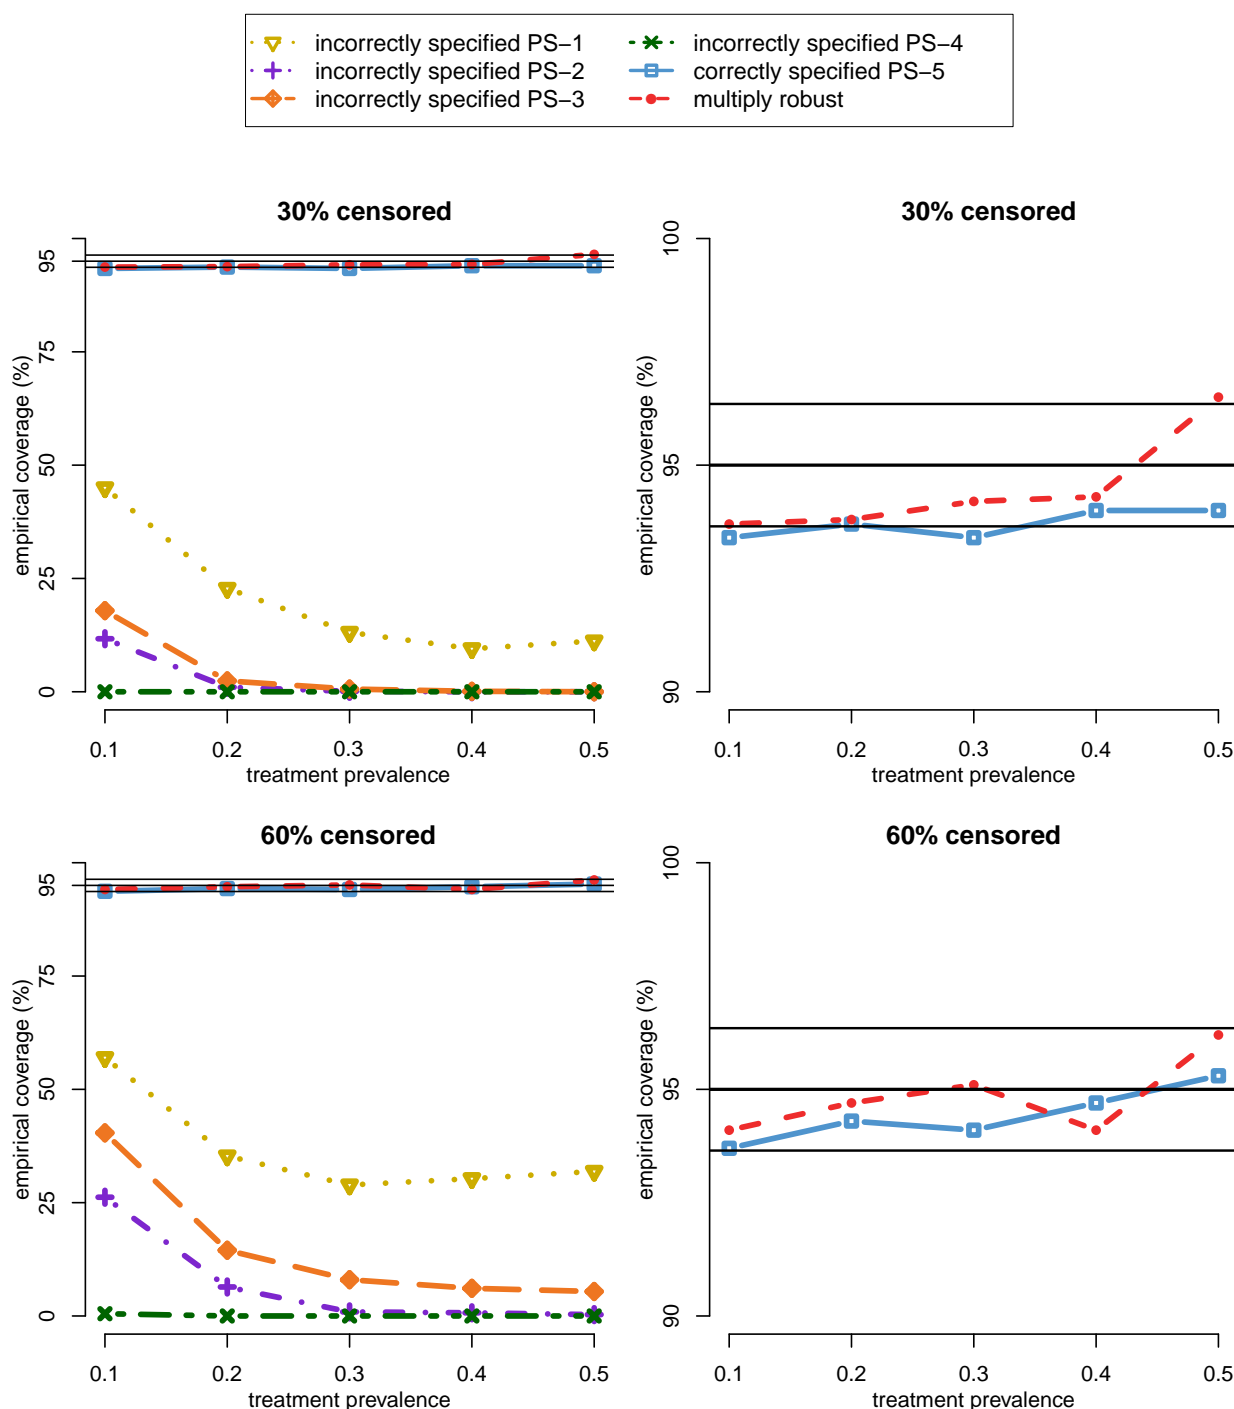 incorrectly specified PS−1
incorrectly specified PS−2
incorrectly specified PS−3
incorrectly specified PS−4
correctly specified PS−5
multiply robust
30% censored
empirical coverage (%)
95
75
50
25
0
0.1 0.2 0.3 0.4 0.5
treatment prevalence
30% censored
empirical coverage (%)
100
95
90
0.1 0.2 0.3 0.4 0.5
treatment prevalence
60% censored
empirical coverage (%)
95
75
50
25
0
0.1 0.2 0.3 0.4 0.5
treatment prevalence
60% censored
empirical coverage (%)
100
95
90
0.1 0.2 0.3 0.4 0.5
treatment prevalence